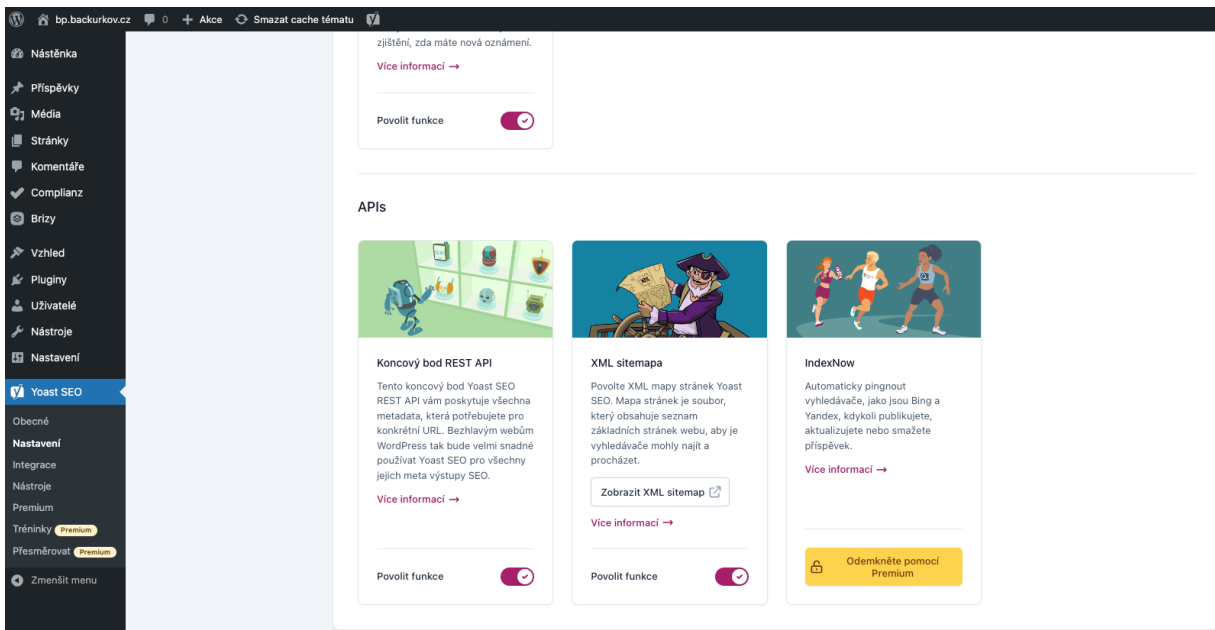 bp.backurkov.cz 0 + Akce Smazat cache tématu
Nástěnka
Příspěvky
Média
Stránky
Komentáře
Complianz
Brizy
Vzhled
Pluginy
Uživatelé
Nástroje
Nastavení
Yoast SEO
Obecné
Nastavení
Integrace
Nástroje
Premium
Tréninky Premium
Přesměrovat Premium
Zmenšit menu
zjištění, zda máte nová oznámení.
Více informací →
Povolit funkce
APIs
Koncový bod REST API
Tento koncový bod Yoast SEO
REST API vám poskytuje všechna
metadata, která potřebujete pro
konkrétní URL. Bezhlavým webům
WordPress tak bude velmi snadné
používat Yoast SEO pro všechny
jejich meta výstupy SEO.
Více informací →
Povolit funkce
XML sitemapa
Povolte XML mapy stránek Yoast
SEO. Mapa stránek je soubor,
který obsahuje seznam
základních stránek webu, aby je
vyhledávače mohly najít a
procházet.
Zobrazit XML sitemap
Více informací →
Povolit funkce
IndexNow
Automaticky pingnout
vyhledávače, jako jsou Bing a
Yandex, kdykoli publikujete,
aktualizujete nebo smažete
příspěvek.
Více informací →
Odemkněte pomocí
Premium